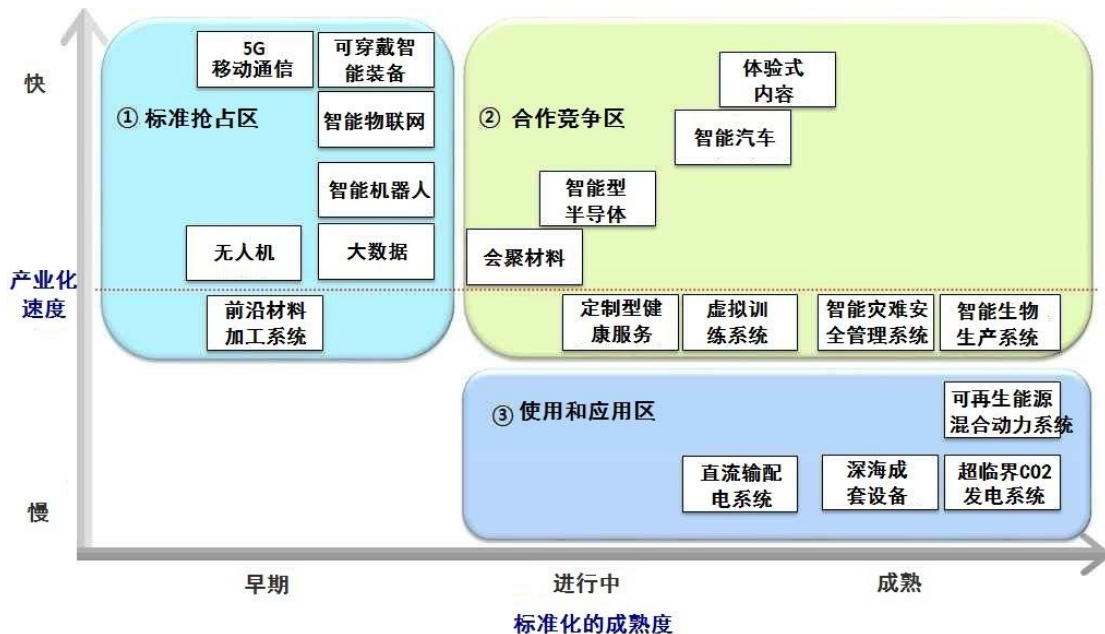 快
产业化
速度
慢
① 标准抢占区
5G
移动通信
可穿戴智
能装备
智能物联网
智能机器人
无人机
大数据
前沿材料
加工系统
② 合作竞争区
体验式
内容
智能汽车
智能型
半导体
会聚材料
定制型健
康服务
虚拟训
练系统
智能灾难安
全管理系统
智能生物
生产系统
③ 使用和应用区
可再生能源
混合动力系统
直流输配
电系统
深海成
套设备
超临界CO2
发电系统
早期
进行中
成熟
标准化的成熟度